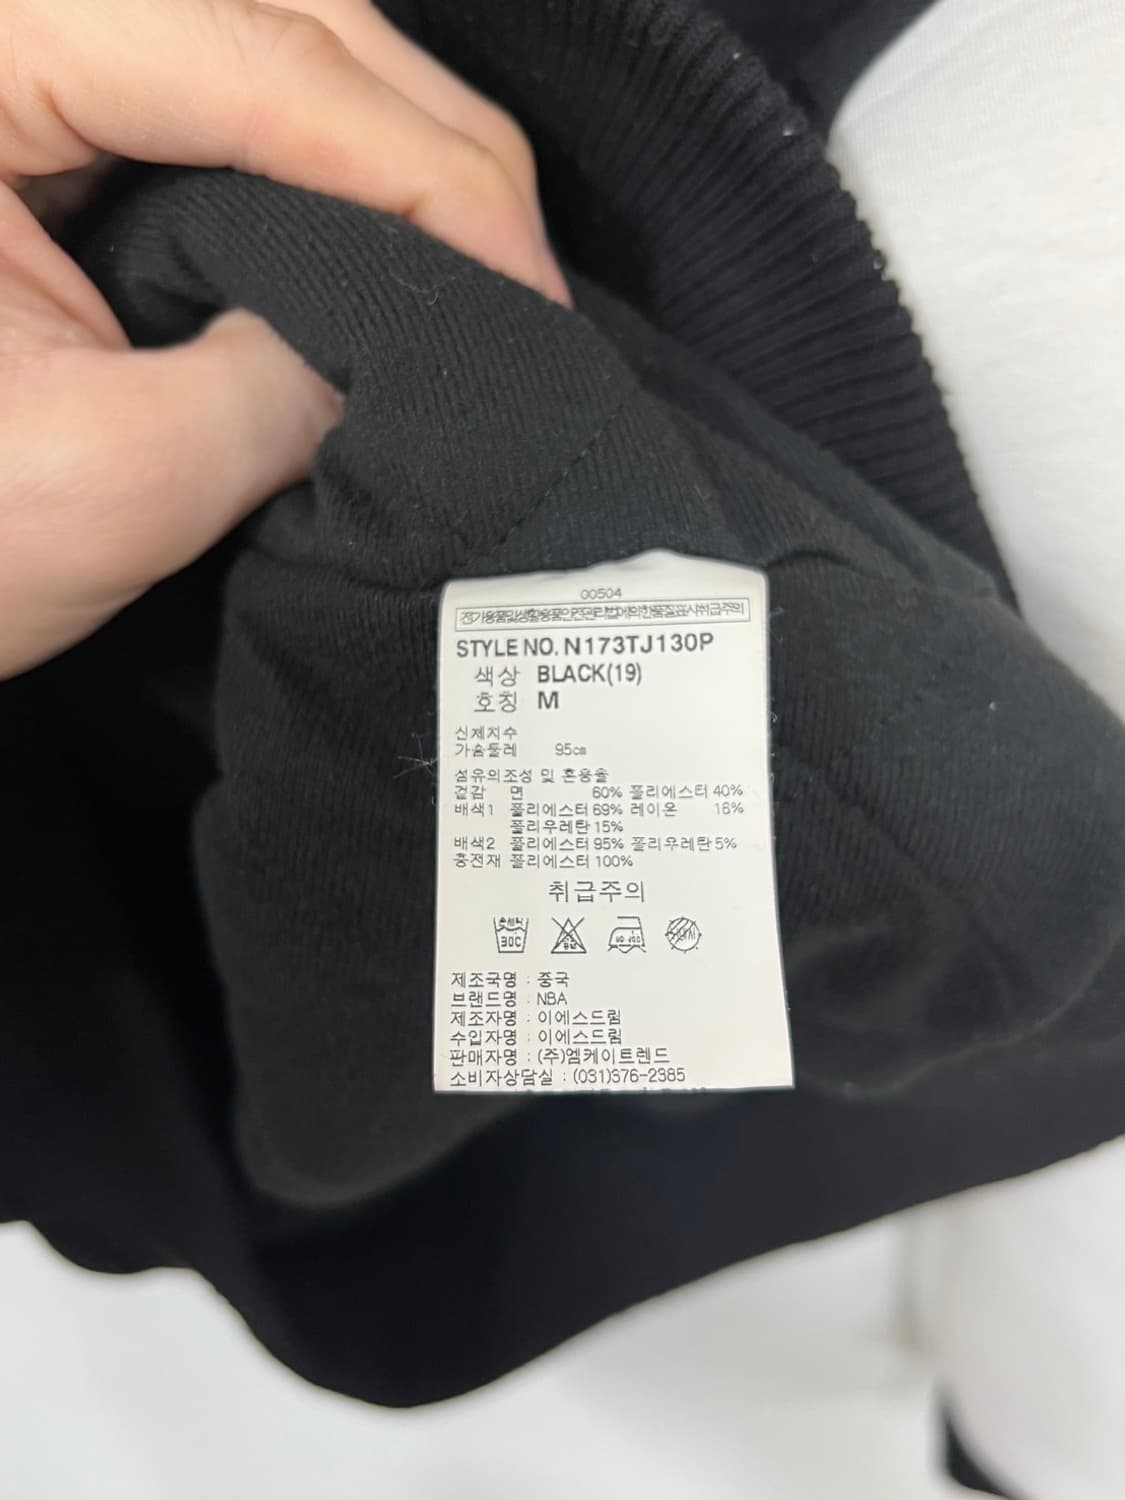 00504
전기용품및생활용품안전관리법에의한품질표시취급주의
STYLE NO. N173TJ130P
색상 BLACK(19)
호칭 M
신체치수
가슴둘레 95cm
섬유의조성 및 혼용율
겉감 면 60% 폴리에스터 40%
배색1 폴리에스터 69% 레이온 16%
폴리우레탄 15%
배색2 폴리에스터 95% 폴리우레탄 5%
충전재 폴리에스터 100%
취급주의
제조국명 : 중국
브랜드명 : NBA
제조자명 : 이에스드림
수입자명 : 이에스드림
판매자명 : (주)엠케이트렌드
소비자상담실 : (031)376-2385